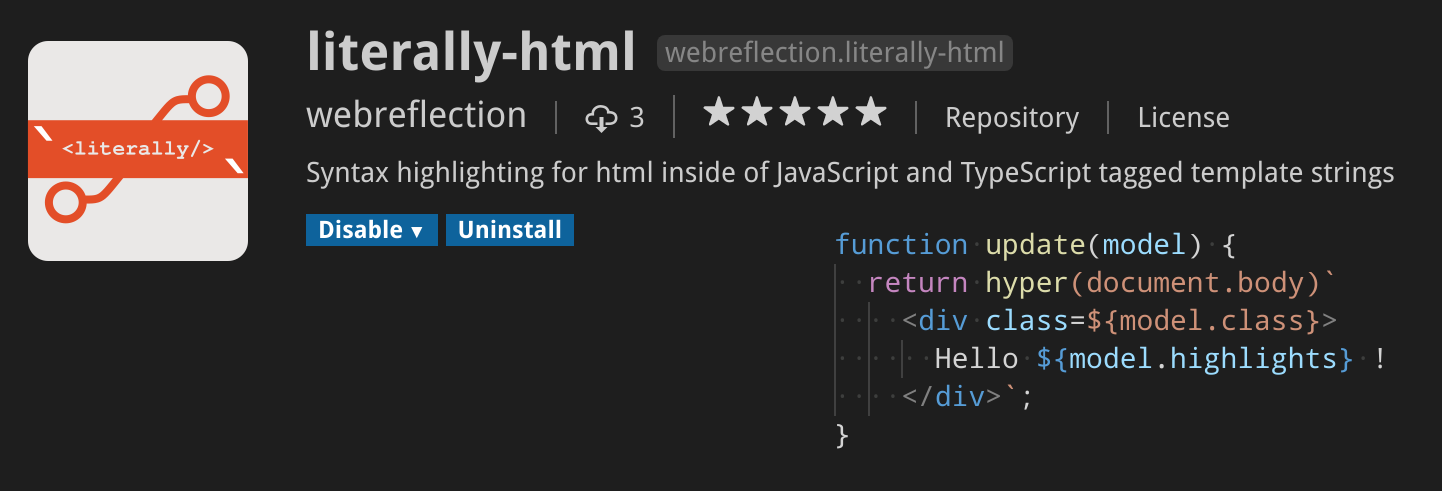 literally-html webreflection.literally-html
webreflection | 3 | ★★★★★ | Repository | License
<literally/>
Syntax highlighting for html inside of JavaScript and TypeScript tagged template strings
Disable ▾ Uninstall
function update(model) {
  return hyper(document.body)`
    <div class=${model.class}>
      Hello ${model.highlights} !
    </div>`;
}